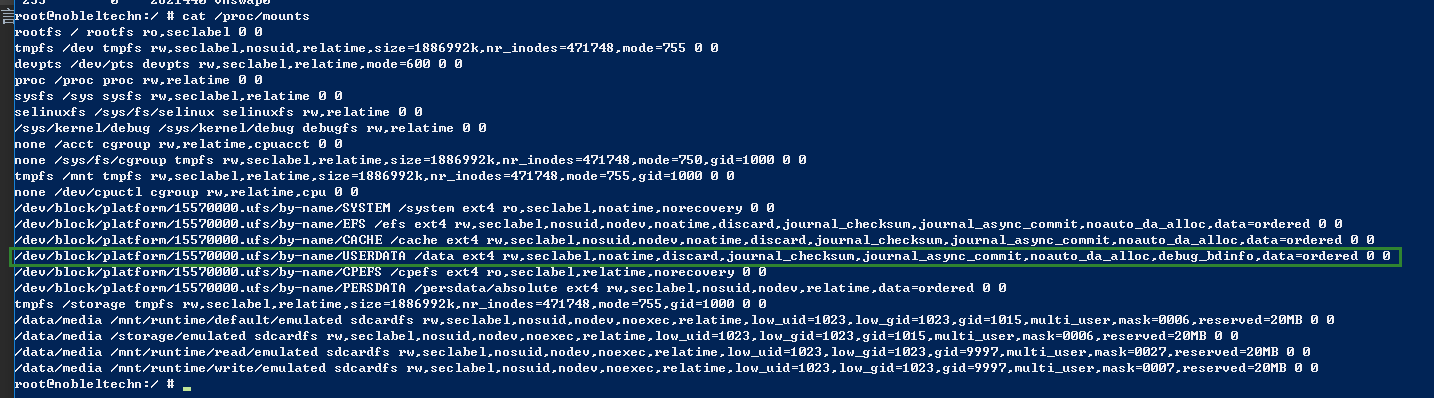 言 253 0 2621440 vnswap0
root@nobleltechn:/ # cat /proc/mounts
rootfs / rootfs ro,seclabel 0 0
tmpfs /dev tmpfs rw,seclabel,nosuid,relatime,size=1886992k,nr_inodes=471748,mode=755 0 0
devpts /dev/pts devpts rw,seclabel,relatime,mode=600 0 0
proc /proc proc rw,relatime 0 0
sysfs /sys sysfs rw,seclabel,relatime 0 0
selinuxfs /sys/fs/selinux selinuxfs rw,relatime 0 0
/sys/kernel/debug /sys/kernel/debug debugfs rw,relatime 0 0
none /acct cgroup rw,relatime,cpuacct 0 0
none /sys/fs/cgroup tmpfs rw,seclabel,relatime,size=1886992k,nr_inodes=471748,mode=750,gid=1000 0 0
tmpfs /mnt tmpfs rw,seclabel,relatime,size=1886992k,nr_inodes=471748,mode=755,gid=1000 0 0
none /dev/cpuctl cgroup rw,relatime,cpu 0 0
/dev/block/platform/15570000.ufs/by-name/SYSTEM /system ext4 ro,seclabel,noatime,norecovery 0 0
/dev/block/platform/15570000.ufs/by-name/EFS /efs ext4 rw,seclabel,nosuid,nodev,noatime,discard,journal_checksum,journal_async_commit,noauto_da_alloc,data=ordered 0 0
/dev/block/platform/15570000.ufs/by-name/CACHE /cache ext4 rw,seclabel,nosuid,nodev,noatime,discard,journal_checksum,journal_async_commit,noauto_da_alloc,data=ordered 0 0
/dev/block/platform/15570000.ufs/by-name/USERDATA /data ext4 rw,seclabel,noatime,discard,journal_checksum,journal_async_commit,noauto_da_alloc,debug_bdinfo,data=ordered 0 0
/dev/block/platform/15570000.ufs/by-name/CPEFS /cpefs ext4 ro,seclabel,relatime,norecovery 0 0
/dev/block/platform/15570000.ufs/by-name/PERSDATA /persdata/absolute ext4 rw,seclabel,nosuid,nodev,relatime,data=ordered 0 0
tmpfs /storage tmpfs rw,seclabel,relatime,size=1886992k,nr_inodes=471748,mode=755,gid=1000 0 0
/data/media /mnt/runtime/default/emulated sdcardfs rw,seclabel,nosuid,nodev,noexec,relatime,low_uid=1023,low_gid=1023,gid=1015,multi_user,mask=0006,reserved=20MB 0 0
/data/media /storage/emulated sdcardfs rw,seclabel,nosuid,nodev,noexec,relatime,low_uid=1023,low_gid=1023,gid=1015,multi_user,mask=0006,reserved=20MB 0 0
/data/media /mnt/runtime/read/emulated sdcardfs rw,seclabel,nosuid,nodev,noexec,relatime,low_uid=1023,low_gid=1023,gid=9997,multi_user,mask=0027,reserved=20MB 0 0
/data/media /mnt/runtime/write/emulated sdcardfs rw,seclabel,nosuid,nodev,noexec,relatime,low_uid=1023,low_gid=1023,gid=9997,multi_user,mask=0007,reserved=20MB 0 0
root@nobleltechn:/ #